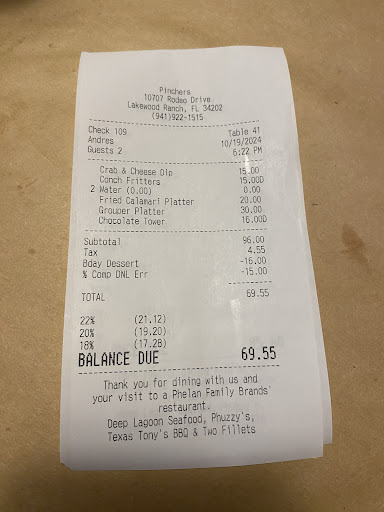 Pinchers
10707 Rodeo Drive
Lakewood Ranch, FL 34202
(941)922-1515
Check 109 Table 41
Andres 10/19/2024
Guests 2 6:22 PM
Crab & Cheese Dip 15.00
Conch Fritters 15.00D
2 Water (0.00) 0.00
Fried Calamari Platter 20.00
Grouper Platter 30.00
Chocolate Tower 16.00D
Subtotal 96.00
Tax 4.55
Bday Dessert -16.00
% Comp DNL Err -15.00
TOTAL 69.55
22% (21.12)
20% (19.20)
18% (17.28)
BALANCE DUE 69.55
Thank you for dining with us and
your visit to a Phelan Family Brands'
restaurant.
Deep Lagoon Seafood, Phuzzy's,
Texas Tony's BBQ & Two Fillets